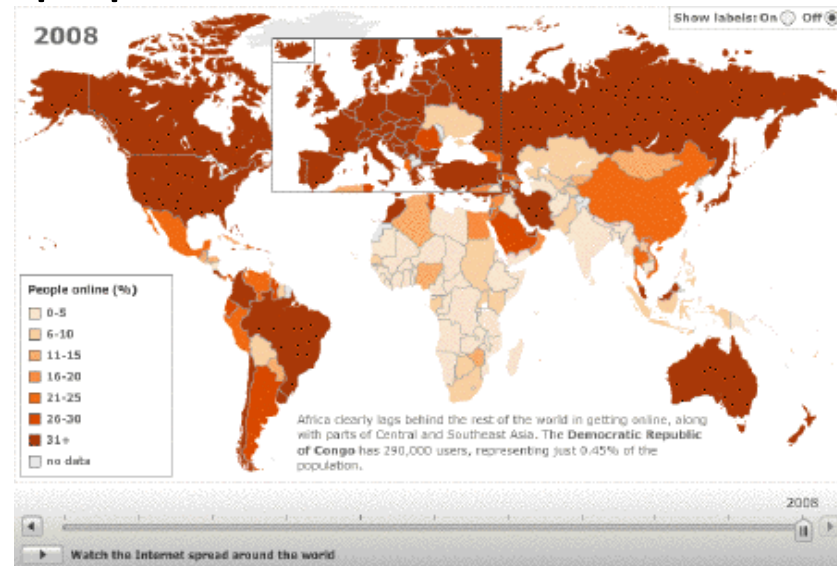 2008
Show labels: On Off
People online (%)
0-5
6-10
11-15
16-20
21-25
26-30
31+
no data
Africa clearly lags behind the rest of the world in getting online, along
with parts of Central and Southeast Asia. The Democratic Republic
of Congo has 290,000 users, representing just 0.45% of the
population.
2008
Watch the Internet spread around the world